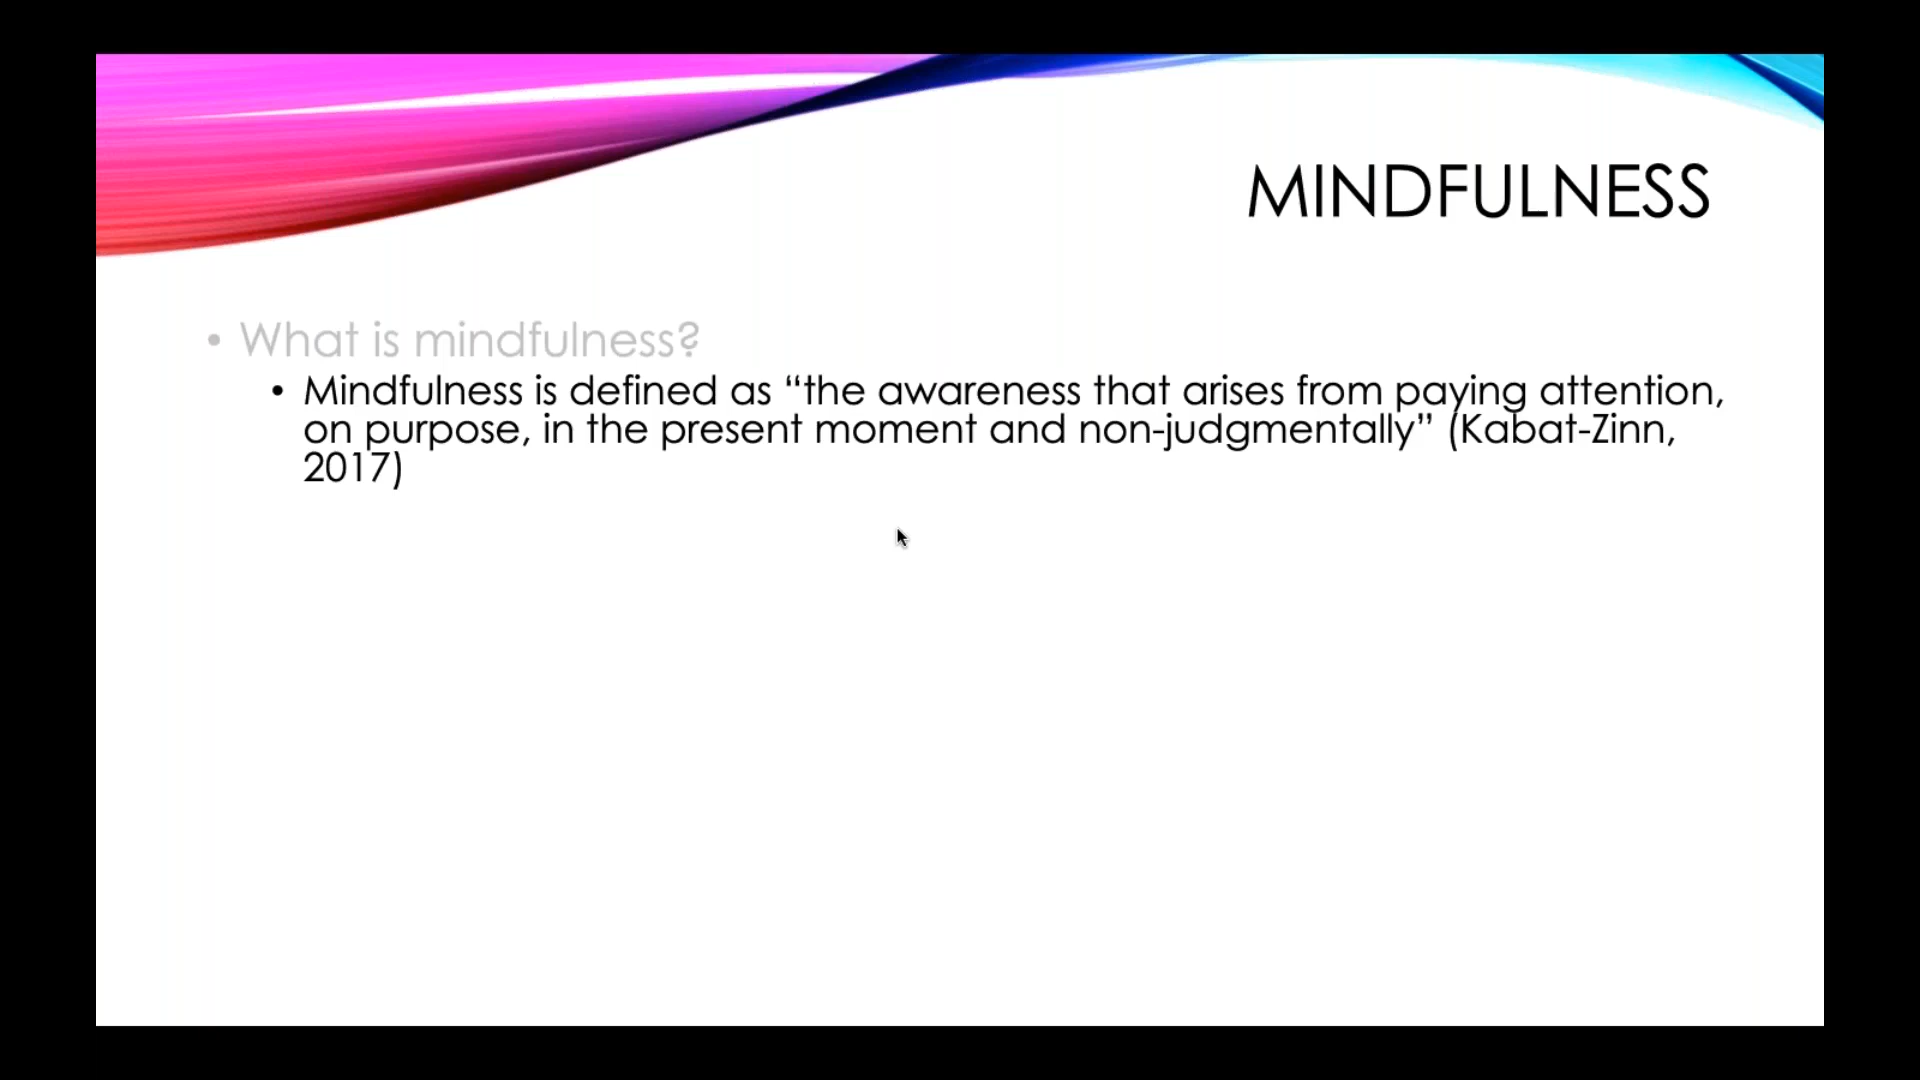 MINDFULNESS
• What is mindfulness?
• Mindfulness is defined as “the awareness that arises from paying attention,
on purpose, in the present moment and non-judgmentally” (Kabat-Zinn,
2017)